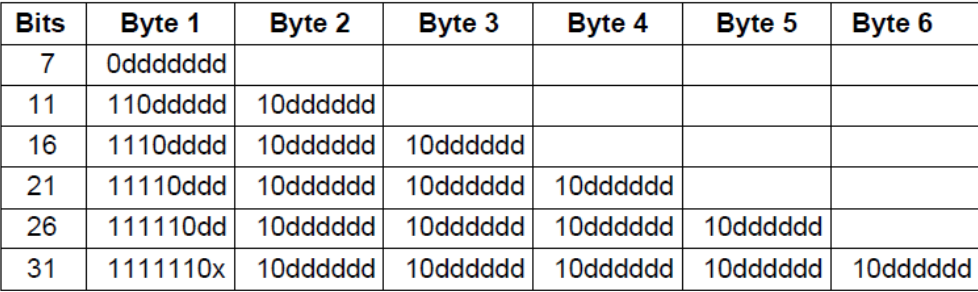 Bits Byte 1 Byte 2 Byte 3 Byte 4 Byte 5 Byte 6
7 0ddddddd
11 110ddddd 10dddddd
16 1110dddd 10dddddd 10dddddd
21 11110ddd 10dddddd 10dddddd 10dddddd
26 111110dd 10dddddd 10dddddd 10dddddd 10dddddd
31 1111110x 10dddddd 10dddddd 10dddddd 10dddddd 10dddddd